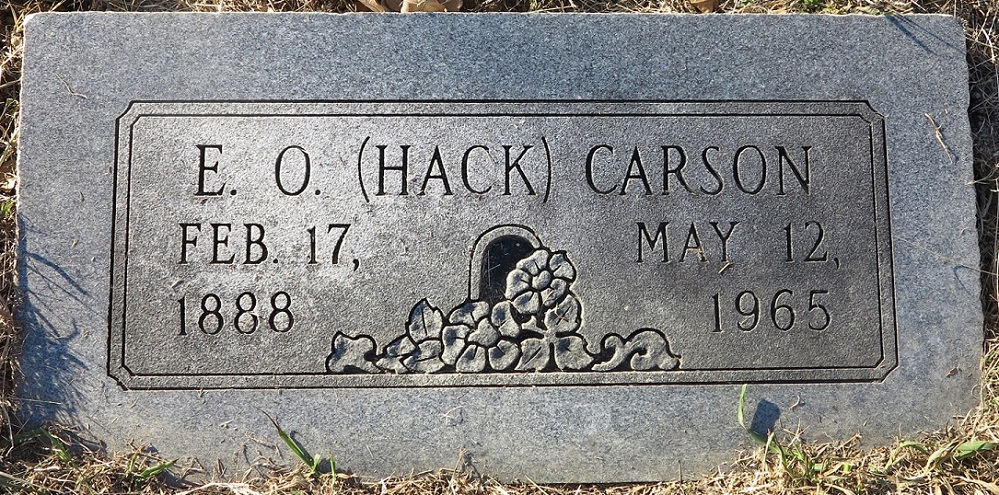 E. O. (HACK) CARSON
FEB. 17, MAY 12,
1888 1965